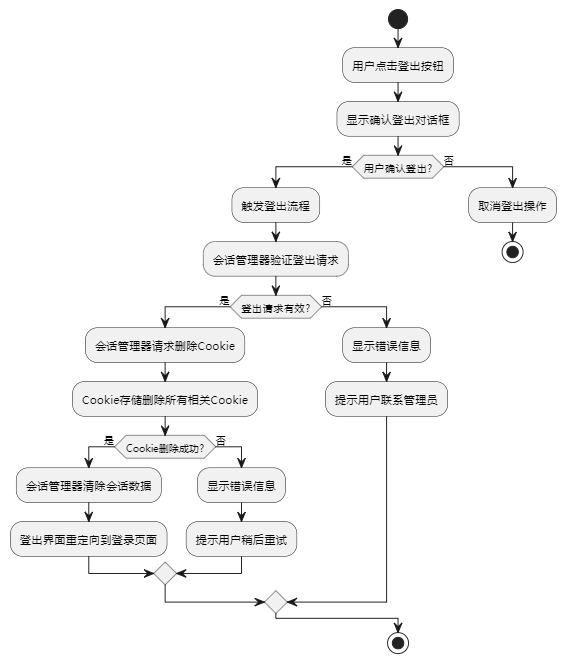 用户点击登出按钮
显示确认登出对话框
是
用户确认登出?
否
触发登出流程
取消登出操作
会话管理器验证登出请求
是
登出请求有效?
否
会话管理器请求删除Cookie
显示错误信息
Cookie存储删除所有相关Cookie
提示用户联系管理员
是
Cookie删除成功?
否
会话管理器清除会话数据
显示错误信息
登出界面重定向到登录页面
提示用户稍后重试